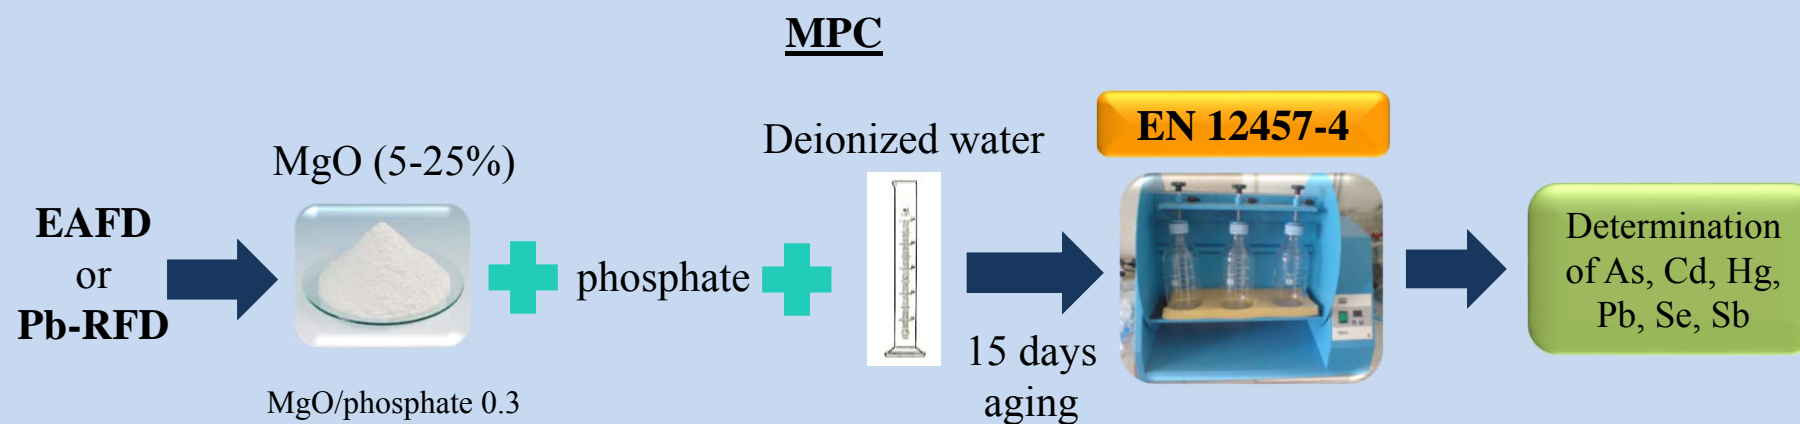 MPC
EAFD
or
Pb-RFD
MgO (5-25%)
MgO/phosphate 0.3
phosphate
Deionized water
15 days
aging
EN 12457-4
Determination
of As, Cd, Hg,
Pb, Se, Sb